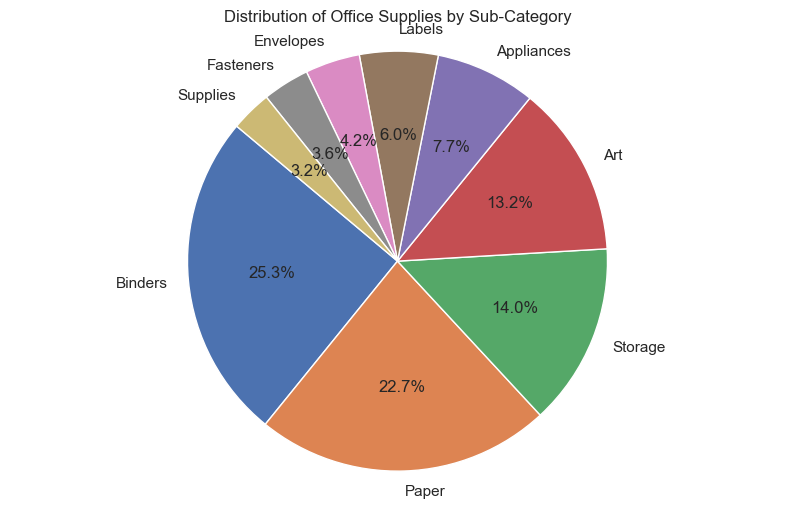 Distribution of Office Supplies by Sub-Category
Labels
Envelopes
Appliances
Fasteners
Supplies
Art
Binders
Storage
Paper
6.0%
4.2%
7.7%
3.6%
3.2%
13.2%
25.3%
14.0%
22.7%